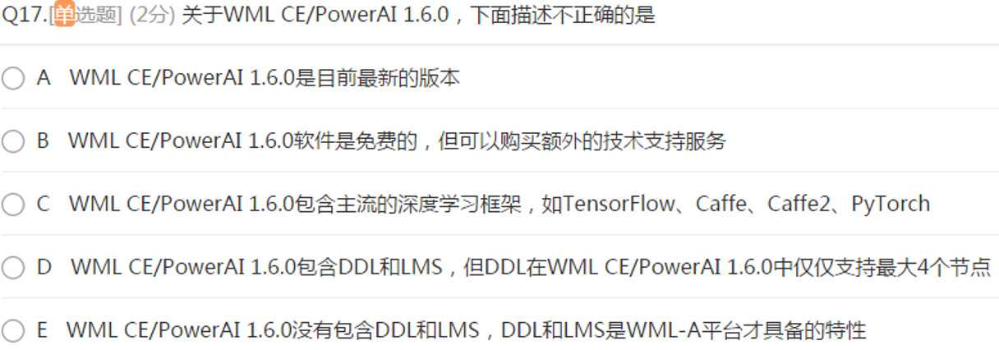 Q17.[单选题] (2分) 关于WML CE/PowerAI 1.6.0，下面描述不正确的是
A WML CE/PowerAI 1.6.0是目前最新的版本
B WML CE/PowerAI 1.6.0软件是免费的，但可以购买额外的技术支持服务
C WML CE/PowerAI 1.6.0包含主流的深度学习框架，如TensorFlow、Caffe、Caffe2、PyTorch
D WML CE/PowerAI 1.6.0包含DDL和LMS，但DDL在WML CE/PowerAI 1.6.0中仅仅支持最大4个节点
E WML CE/PowerAI 1.6.0没有包含DDL和LMS，DDL和LMS是WML-A平台才具备的特性